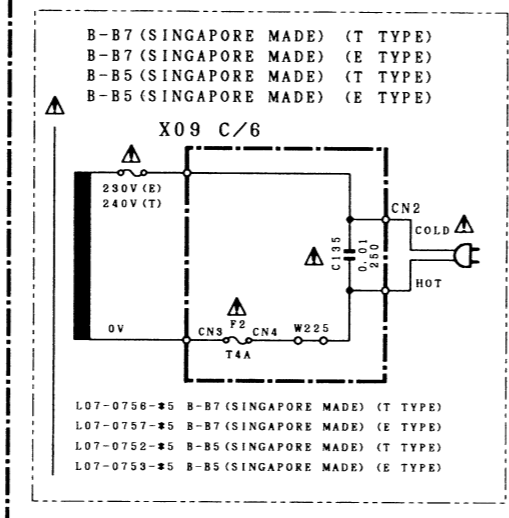 B-B7(SINGAPORE MADE) (T TYPE)
B-B7(SINGAPORE MADE) (E TYPE)
B-B5(SINGAPORE MADE) (T TYPE)
B-B5(SINGAPORE MADE) (E TYPE)
X09 C/6
230V(E)
240V(T)
CN2
COLD
C135
0.01
250
HOT
F2
0V
CN3
CN4
W225
T4A
L07-0756-*5 B-B7(SINGAPORE MADE) (T TYPE)
L07-0757-*5 B-B7(SINGAPORE MADE) (E TYPE)
L07-0752-*5 B-B5(SINGAPORE MADE) (T TYPE)
L07-0753-*5 B-B5(SINGAPORE MADE) (E TYPE)